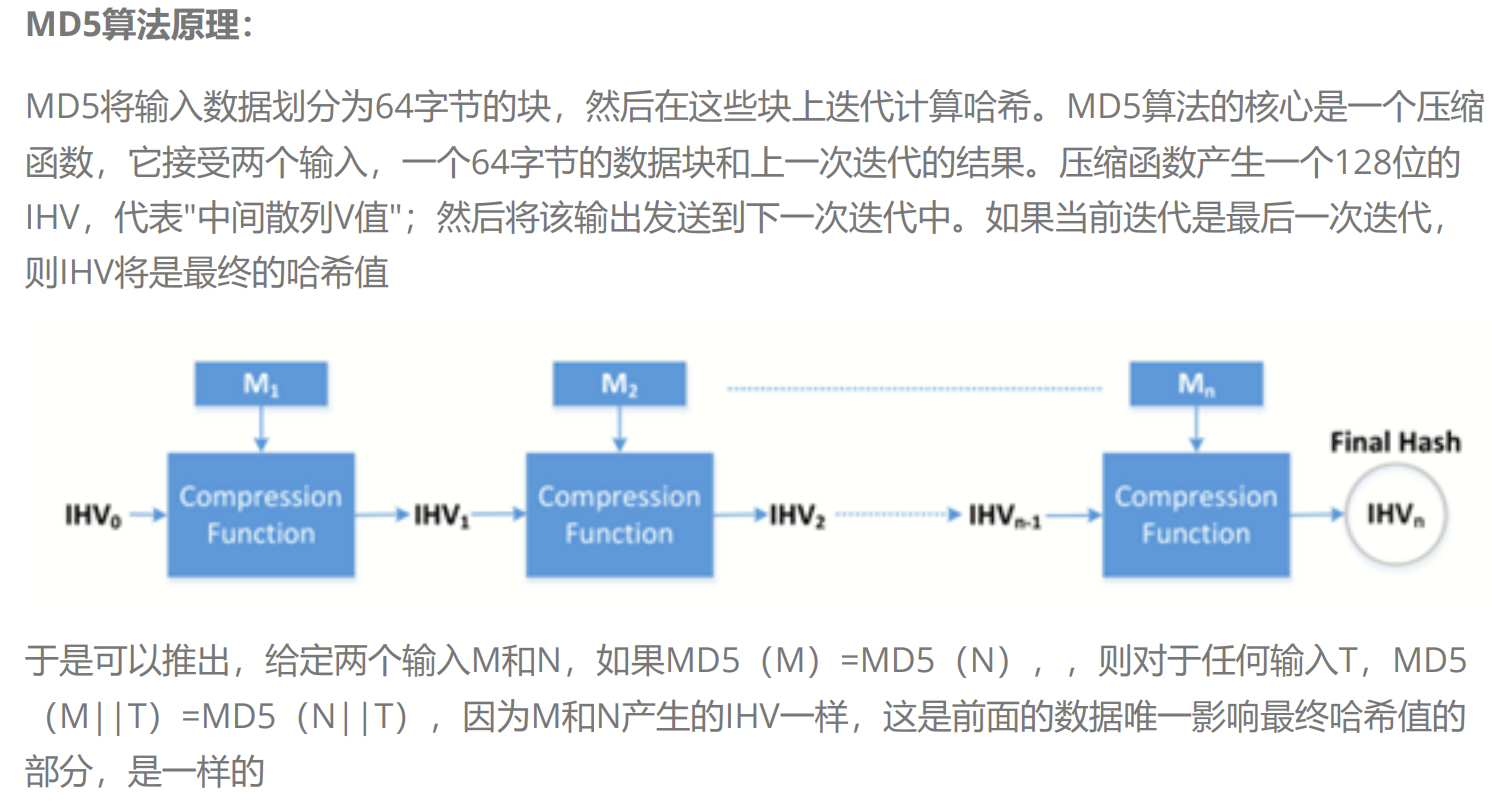 MD5算法原理：
MD5将输入数据划分为64字节的块，然后在这些块上迭代计算哈希。MD5算法的核心是一个压缩
函数，它接受两个输入，一个64字节的数据块和上一次迭代的结果。压缩函数产生一个128位的
IHV，代表"中间散列V值"；然后将该输出发送到下一次迭代中。如果当前迭代是最后一次迭代，
则IHV将是最终的哈希值
M₁
M₂
Mₙ
Final Hash
IHV₀
Compression
Function
IHV₁
Compression
Function
IHV₂
IHVₙ₋₁
Compression
Function
IHVₙ
于是可以推出，给定两个输入M和N，如果MD5（M）=MD5（N），，则对于任何输入T，MD5
（M||T）=MD5（N||T），因为M和N产生的IHV一样，这是前面的数据唯一影响最终哈希值的
部分，是一样的